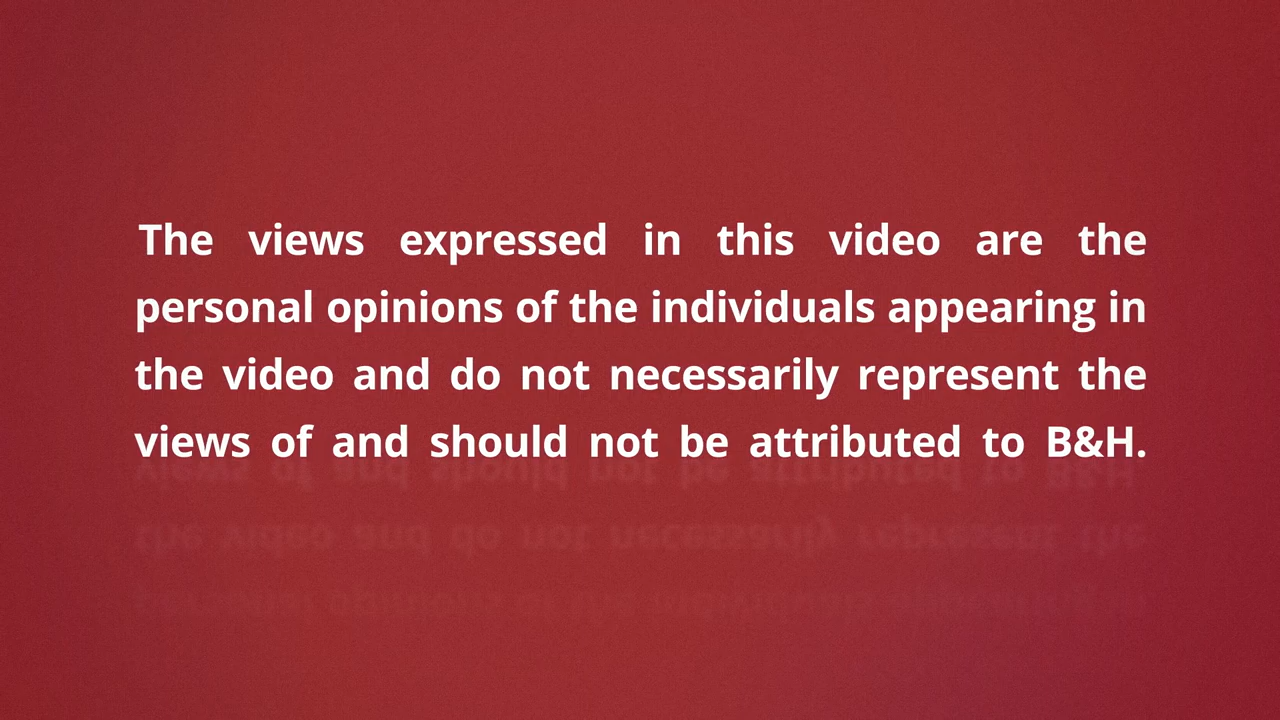 The views expressed in this video are the
personal opinions of the individuals appearing in
the video and do not necessarily represent the
views of and should not be attributed to B&H.